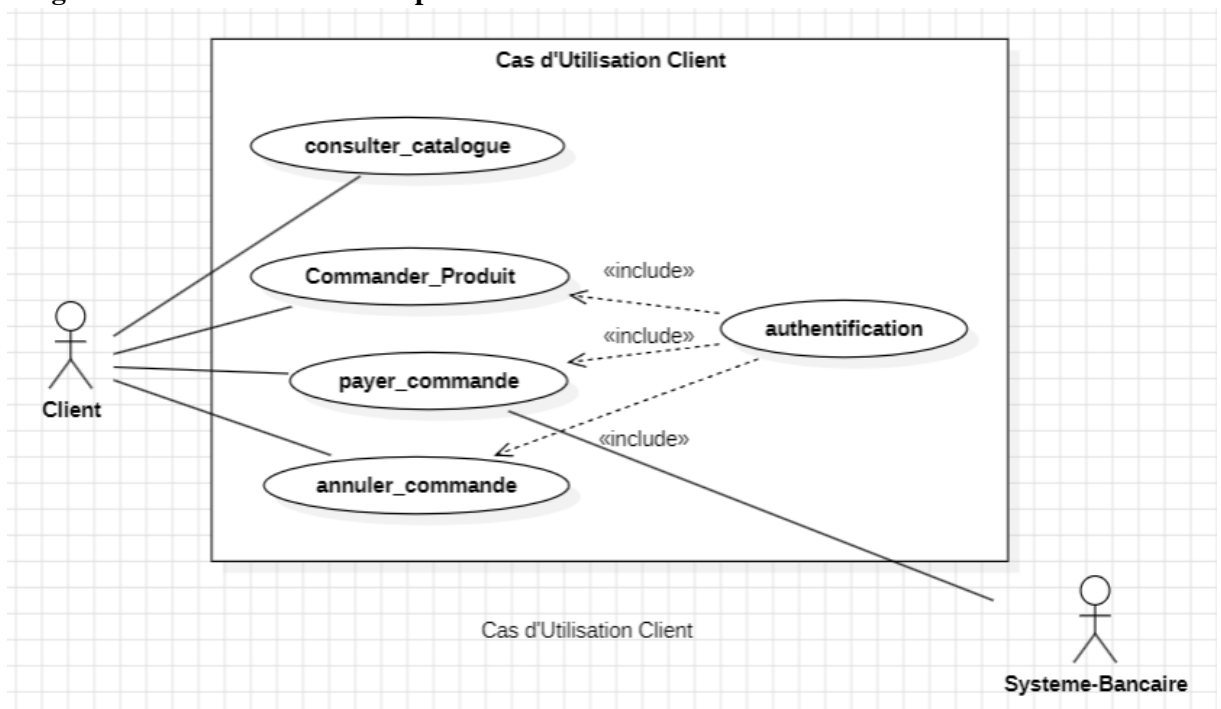 Cas d'Utilisation Client
consulter_catalogue
Commander_Produit
«include»
authentification
«include»
payer_commande
Client
«include»
annuler_commande
Cas d'Utilisation Client
Systeme-Bancaire